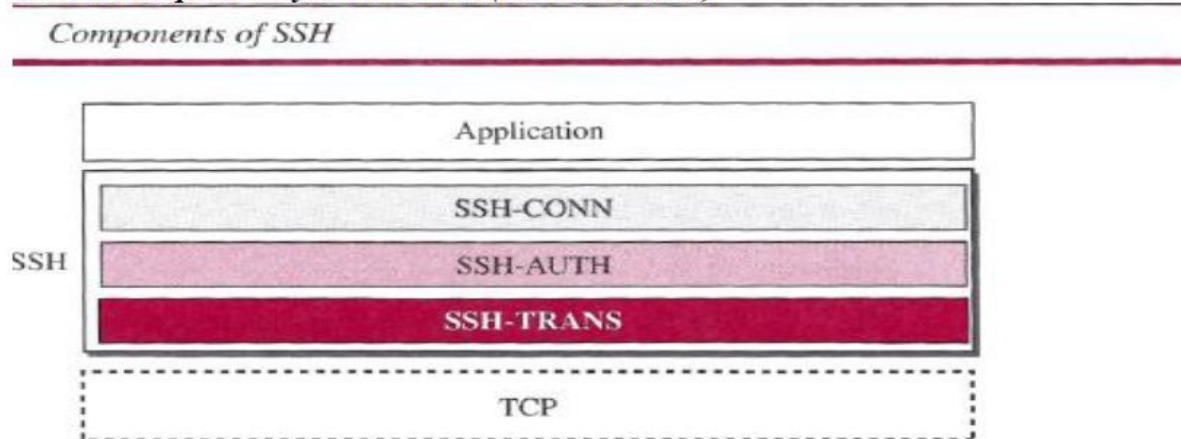 Components of SSH
Application
SSH-CONN
SSH
SSH-AUTH
SSH-TRANS
TCP